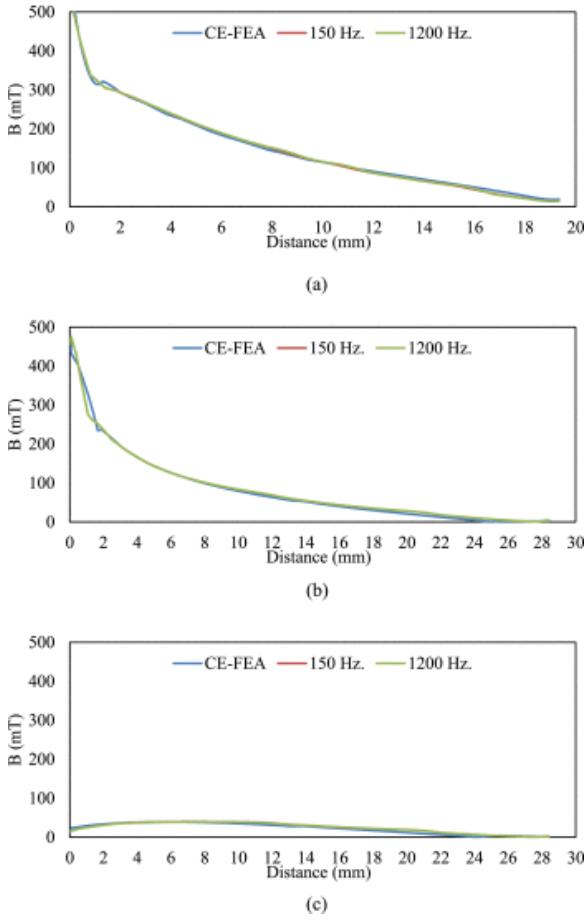 500
CE-FEA 150 Hz. 1200 Hz.
400
300
B (mT)
200
100
0
0 2 4 6 8 10 12 14 16 18 20
Distance (mm)
(a)
500
CE-FEA 150 Hz. 1200 Hz.
400
300
B (mT)
200
100
0
0 2 4 6 8 10 12 14 16 18 20 22 24 26 28 30
Distance (mm)
(b)
500
CE-FEA 150 Hz. 1200 Hz.
400
300
B (mT)
200
100
0
0 2 4 6 8 10 12 14 16 18 20 22 24 26 28 30
Distance (mm)
(c)